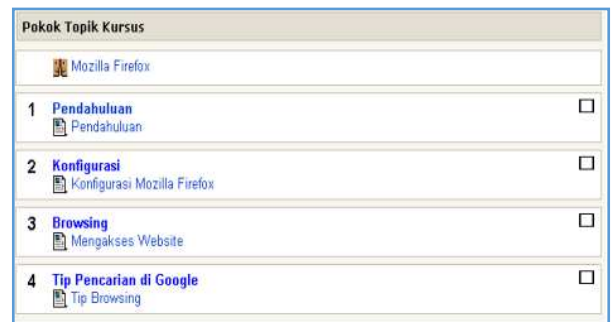 Pokok Topik Kursus
Mozilla Firefox
1 Pendahuluan
Pendahuluan
2 Konfigurasi
Konfigurasi Mozilla Firefox
3 Browsing
Mengakses Website
4 Tip Pencarian di Google
Tip Browsing